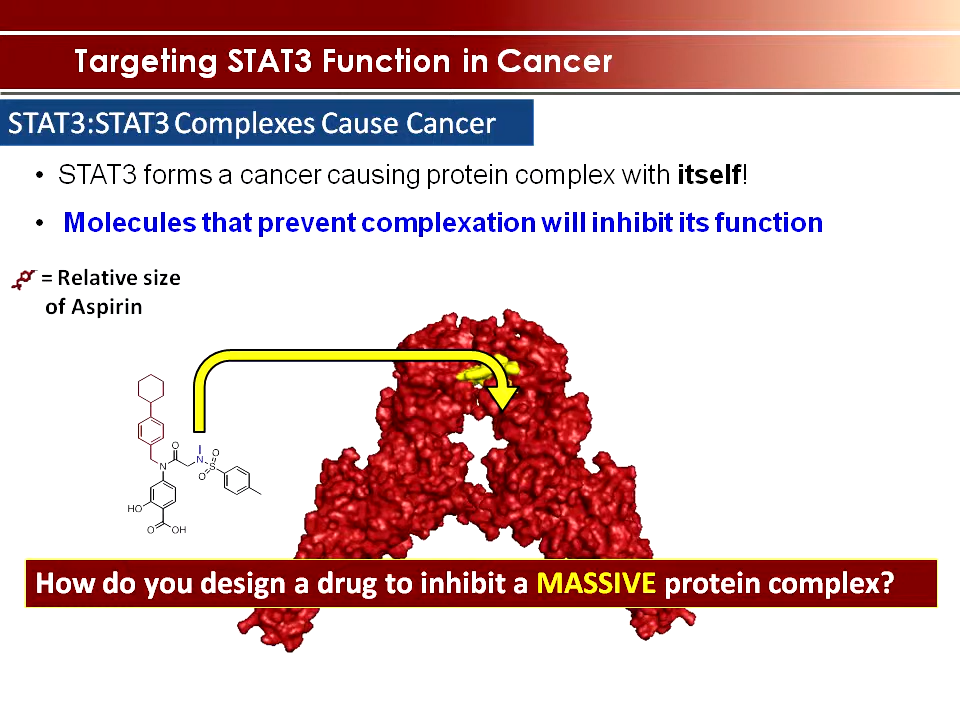 Targeting STAT3 Function in Cancer
STAT3:STAT3 Complexes Cause Cancer
• STAT3 forms a cancer causing protein complex with itself!
• Molecules that prevent complexation will inhibit its function
= Relative size
of Aspirin
O
N
N
O
S
O
HO
O
OH
How do you design a drug to inhibit a MASSIVE protein complex?